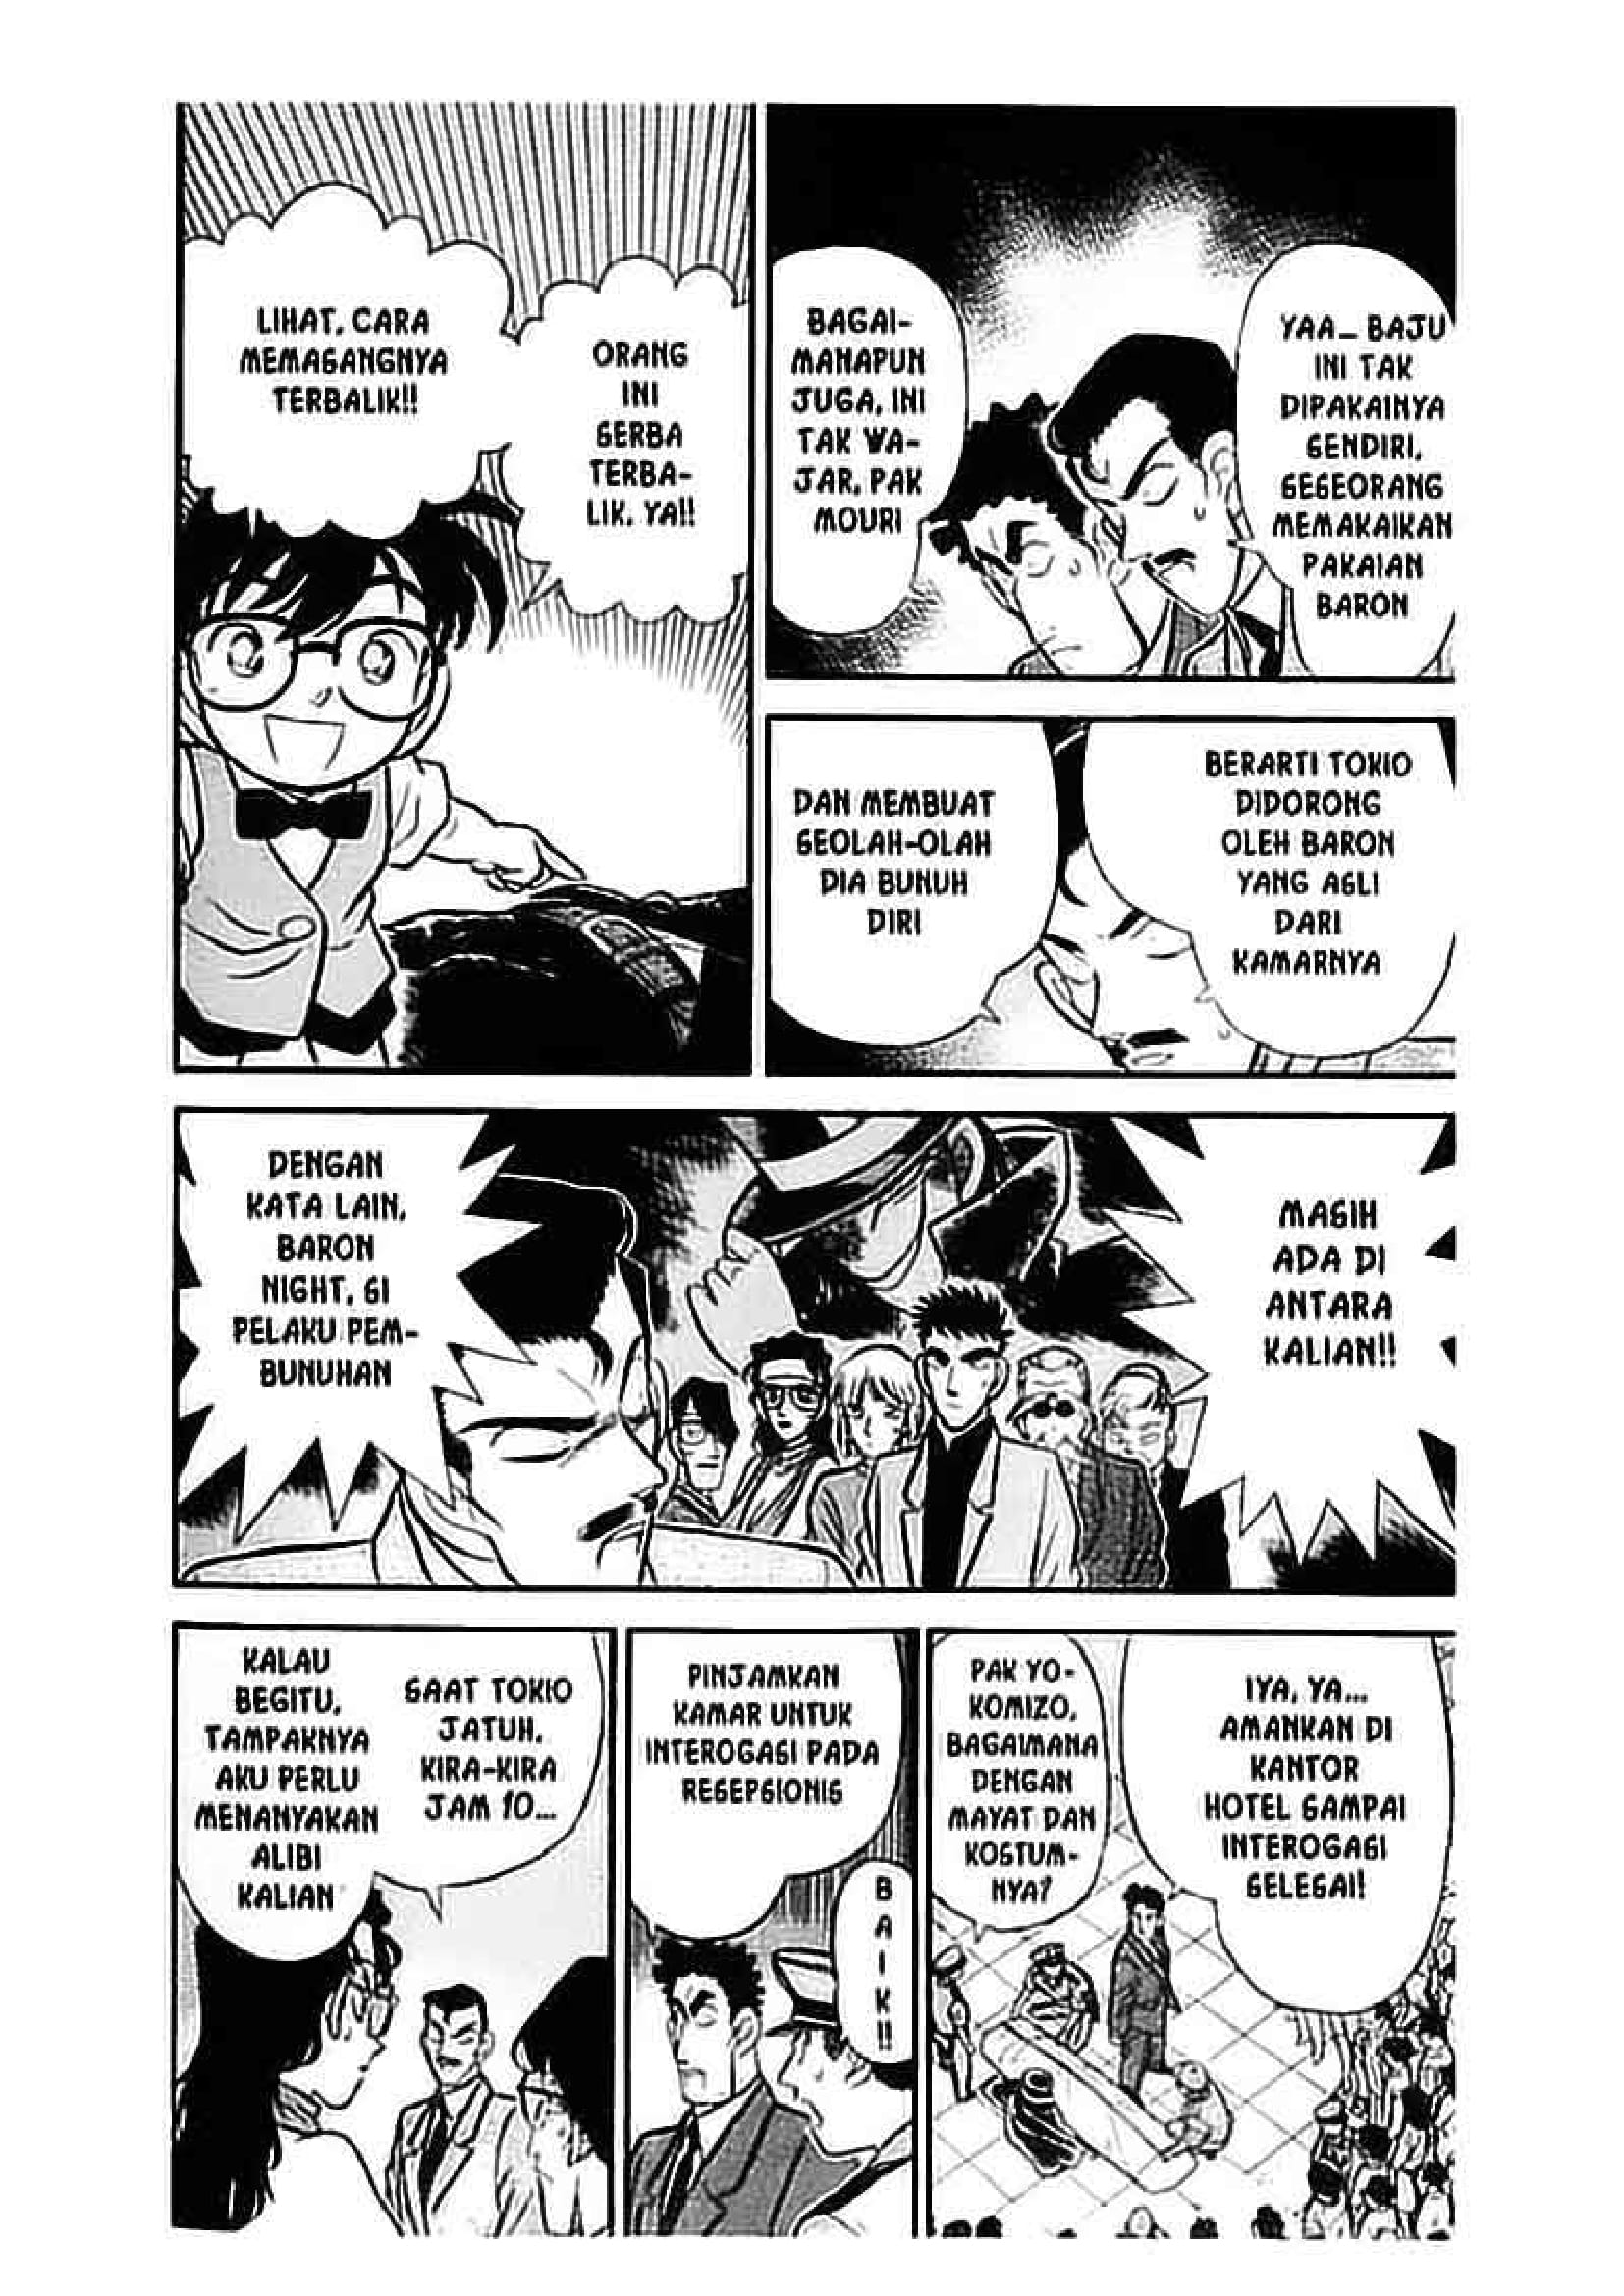 LIHAT, CARA
MEMASANGNYA
TERBALIK!!
ORANG
INI
SERBA
TERBA-
LIK, YA!!
BAGAI-
MANAPUN
JUGA, INI
TAK WA-
JAR, PAK
MOURI
YAA... BAJU
INI TAK
DIPAKAINYA
SENDIRI,
SESEORANG
MEMAKAIKAN
PAKAIAN
BARON
BERARTI TOKIO
DIDORONG
OLEH BARON
YANG ASLI
DARI
KAMARNYA
DAN MEMBUAT
SEOLAH-OLAH
DIA BUNUH
DIRI
DENGAN
KATA LAIN,
BARON
NIGHT, SI
PELAKU PEM-
BUNUHAN
MASIH
ADA DI
ANTARA
KALIAN!!
SAAT TOKIO
JATUH,
KIRA-KIRA
JAM 10...
KALAU
BEGITU,
TAMPAKNYA
AKU PERLU
MENANYAKAN
ALIBI
KALIAN
PINJAMKAN
KAMAR UNTUK
INTEROGASI PADA
RESEPSIONIS
BAIK!!
PAK YO-
KOMIZO,
BAGAIMANA
DENGAN
MAYAT DAN
KOSTUM-
NYA?
IYA, YA...
AMANKAN DI
KANTOR
HOTEL SAMPAI
INTEROGASI
SELESAI!